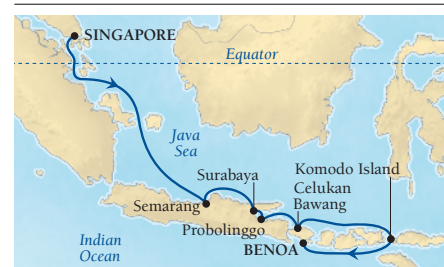 SINGAPORE
Equator
Java
Sea
Surabaya
Komodo Island
Celukan
Bawang
Semarang
Probolinggo
BENOA
Indian
Ocean